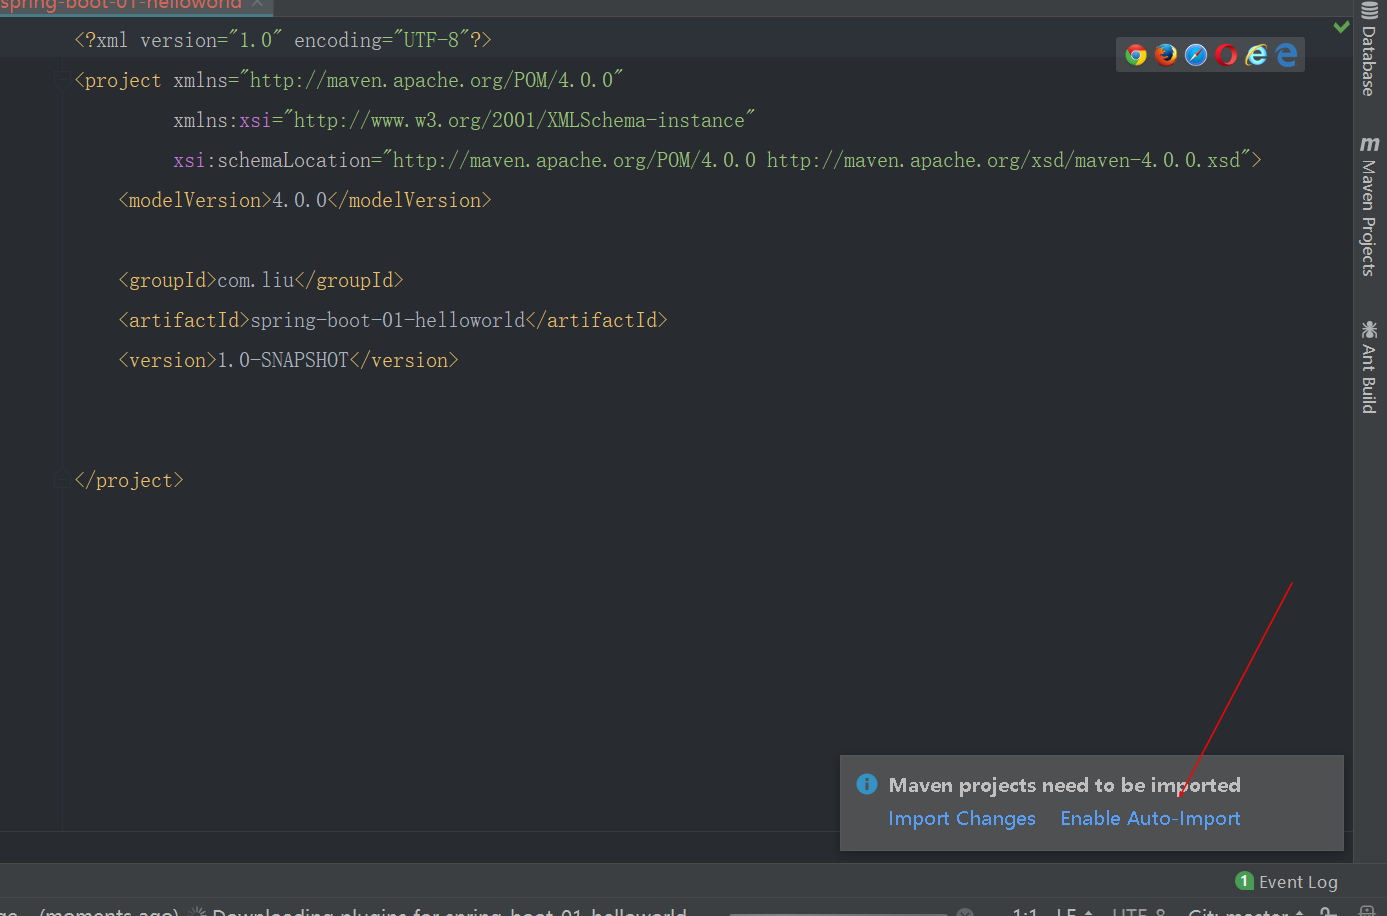 spring-boot-01-helloworld
<?xml version="1.0" encoding="UTF-8"?>
<project xmlns="http://maven.apache.org/POM/4.0.0"
xmlns:xsi="http://www.w3.org/2001/XMLSchema-instance"
xsi:schemaLocation="http://maven.apache.org/POM/4.0.0 http://maven.apache.org/xsd/maven-4.0.0.xsd">
<modelVersion>4.0.0</modelVersion>
<groupId>com.liu</groupId>
<artifactId>spring-boot-01-helloworld</artifactId>
<version>1.0-SNAPSHOT</version>
</project>
Database
Maven Projects
Ant Build
Maven projects need to be imported
Import Changes Enable Auto-Import
1 Event Log
(moments ago) Downloading plugins for spring-boot-01-helloworld 1:1 LF UTF-8 Git: master